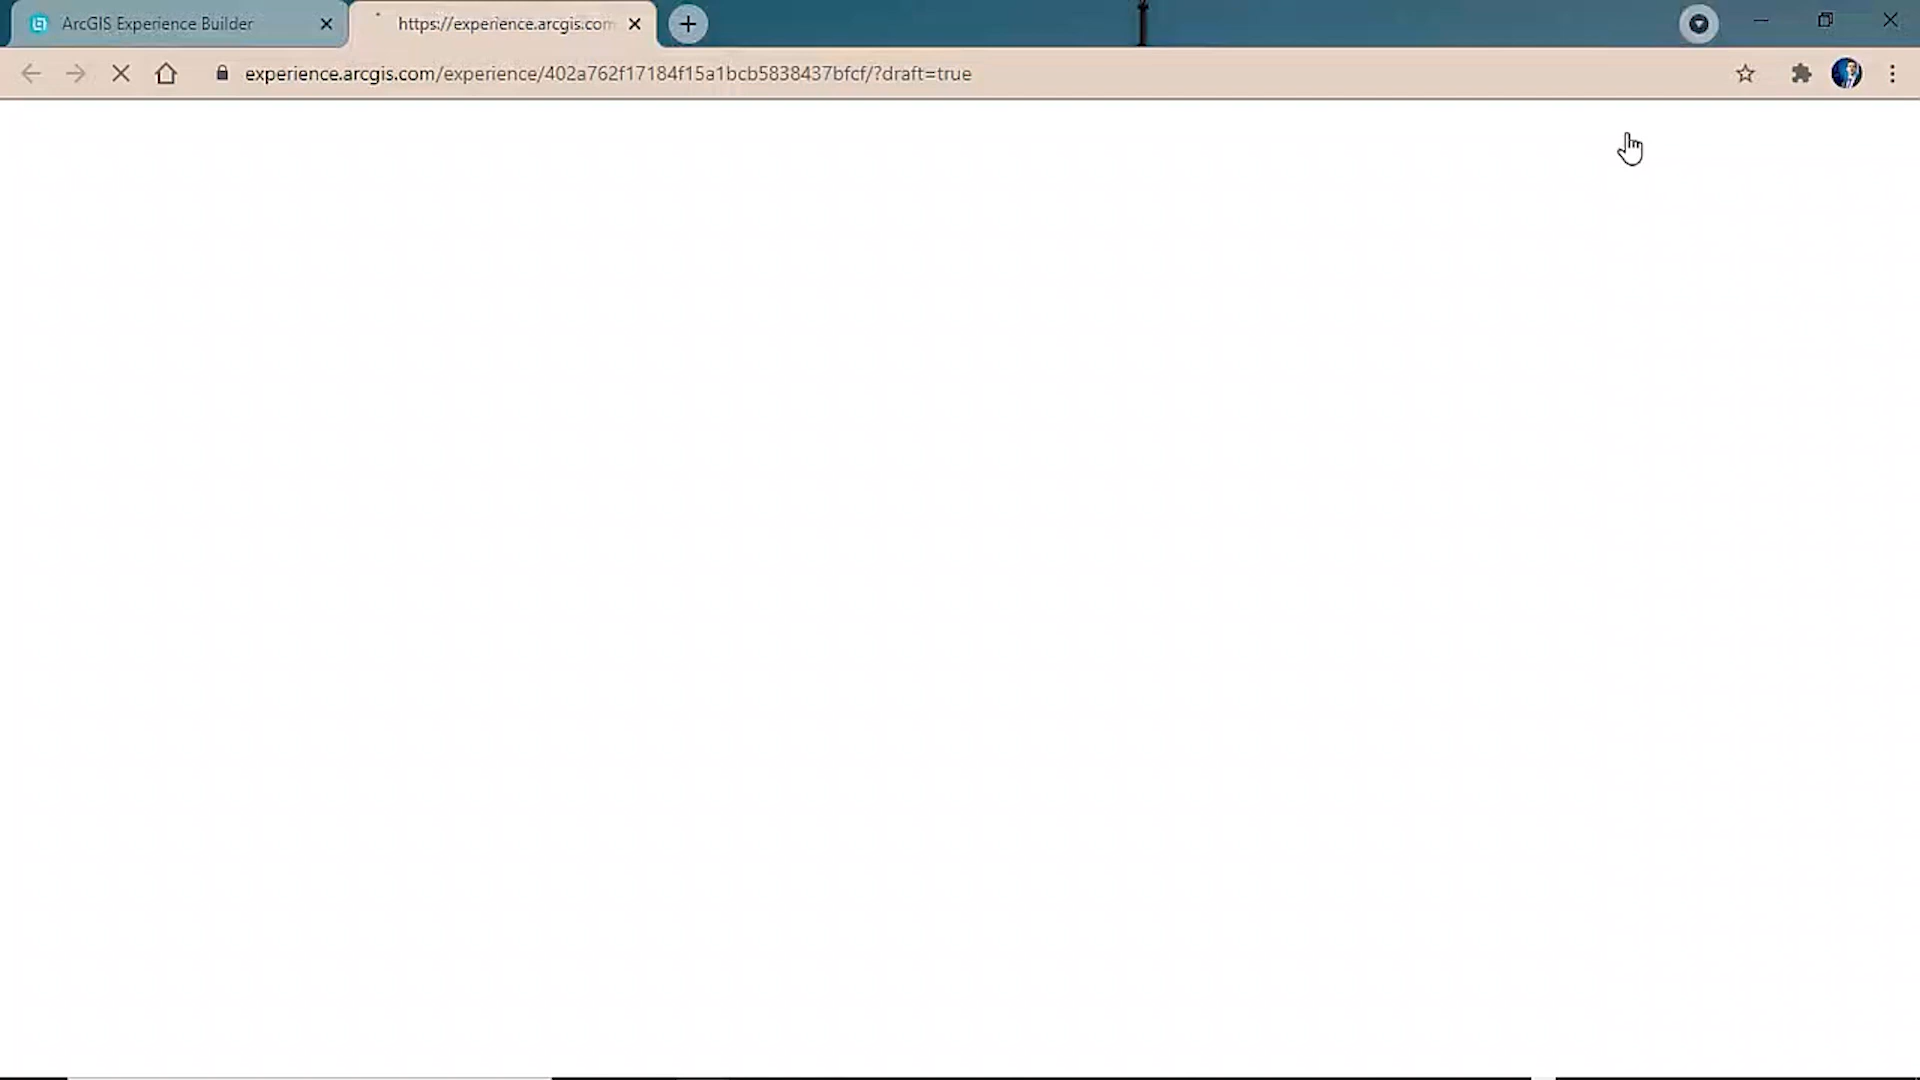 ArcGIS Experience Builder
https://experience.arcgis.com
experience.arcgis.com/experience/402a762f17184f15a1bcb5838437bfcf/?draft=true